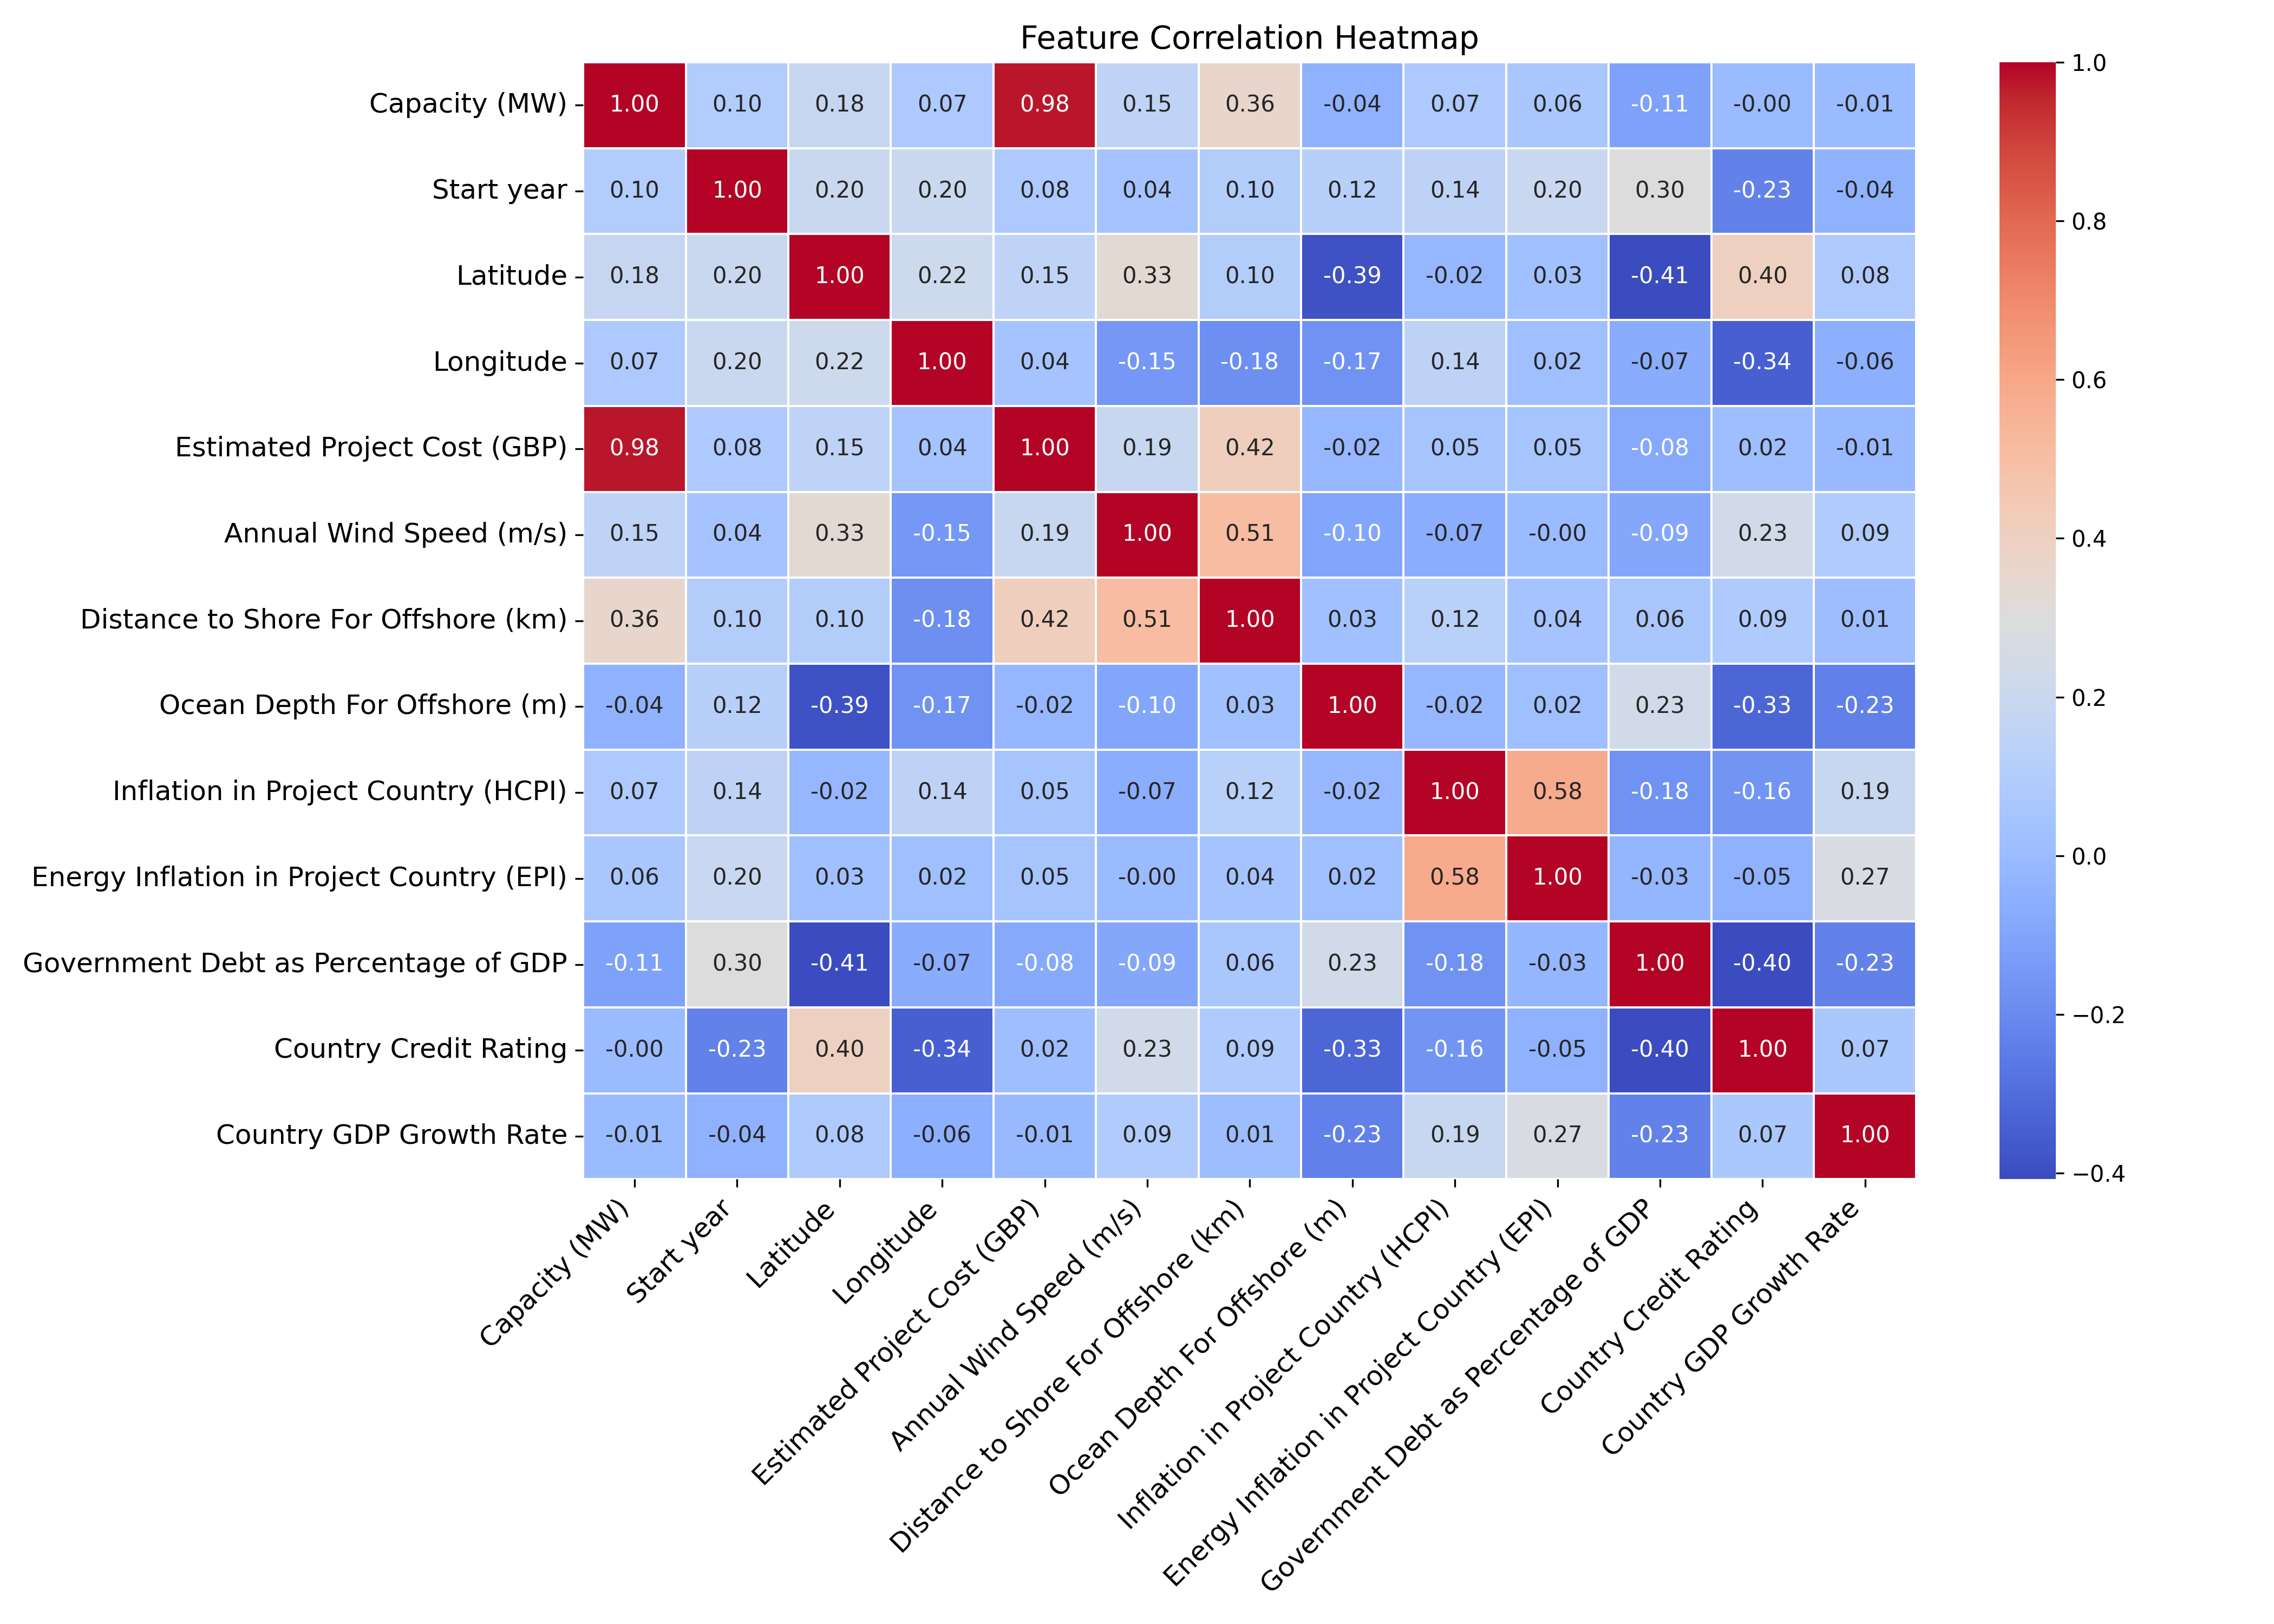 Feature Correlation Heatmap
Capacity (MW) 1.00 0.10 0.18 0.07 0.98 0.15 0.36 -0.04 0.07 0.06 -0.11 -0.00 -0.01
Start year 0.10 1.00 0.20 0.20 0.08 0.04 0.10 0.12 0.14 0.20 0.30 -0.23 -0.04
Latitude 0.18 0.20 1.00 0.22 0.15 0.33 0.10 -0.39 -0.02 0.03 -0.41 0.40 0.08
Longitude 0.07 0.20 0.22 1.00 0.04 -0.15 -0.18 -0.17 0.14 0.02 -0.07 -0.34 -0.06
Estimated Project Cost (GBP) 0.98 0.08 0.15 0.04 1.00 0.19 0.42 -0.02 0.05 0.05 -0.08 0.02 -0.01
Annual Wind Speed (m/s) 0.15 0.04 0.33 -0.15 0.19 1.00 0.51 -0.10 -0.07 -0.00 -0.09 0.23 0.09
Distance to Shore For Offshore (km) 0.36 0.10 0.10 -0.18 0.42 0.51 1.00 0.03 0.12 0.04 0.06 0.09 0.01
Ocean Depth For Offshore (m) -0.04 0.12 -0.39 -0.17 -0.02 -0.10 0.03 1.00 -0.02 0.02 0.23 -0.33 -0.23
Inflation in Project Country (HCPI) 0.07 0.14 -0.02 0.14 0.05 -0.07 0.12 -0.02 1.00 0.58 -0.18 -0.16 0.19
Energy Inflation in Project Country (EPI) 0.06 0.20 0.03 0.02 0.05 -0.00 0.04 0.02 0.58 1.00 -0.03 -0.05 0.27
Government Debt as Percentage of GDP -0.11 0.30 -0.41 -0.07 -0.08 -0.09 0.06 0.23 -0.18 -0.03 1.00 -0.40 -0.23
Country Credit Rating -0.00 -0.23 0.40 -0.34 0.02 0.23 0.09 -0.33 -0.16 -0.05 -0.40 1.00 0.07
Country GDP Growth Rate -0.01 -0.04 0.08 -0.06 -0.01 0.09 0.01 -0.23 0.19 0.27 -0.23 0.07 1.00
Capacity (MW)
Start year
Latitude
Longitude
Estimated Project Cost (GBP)
Annual Wind Speed (m/s)
Distance to Shore For Offshore (km)
Ocean Depth For Offshore (m)
Inflation in Project Country (HCPI)
Energy Inflation in Project Country (EPI)
Government Debt as Percentage of GDP
Country Credit Rating
Country GDP Growth Rate
1.0
0.8
0.6
0.4
0.2
0.0
−0.2
−0.4